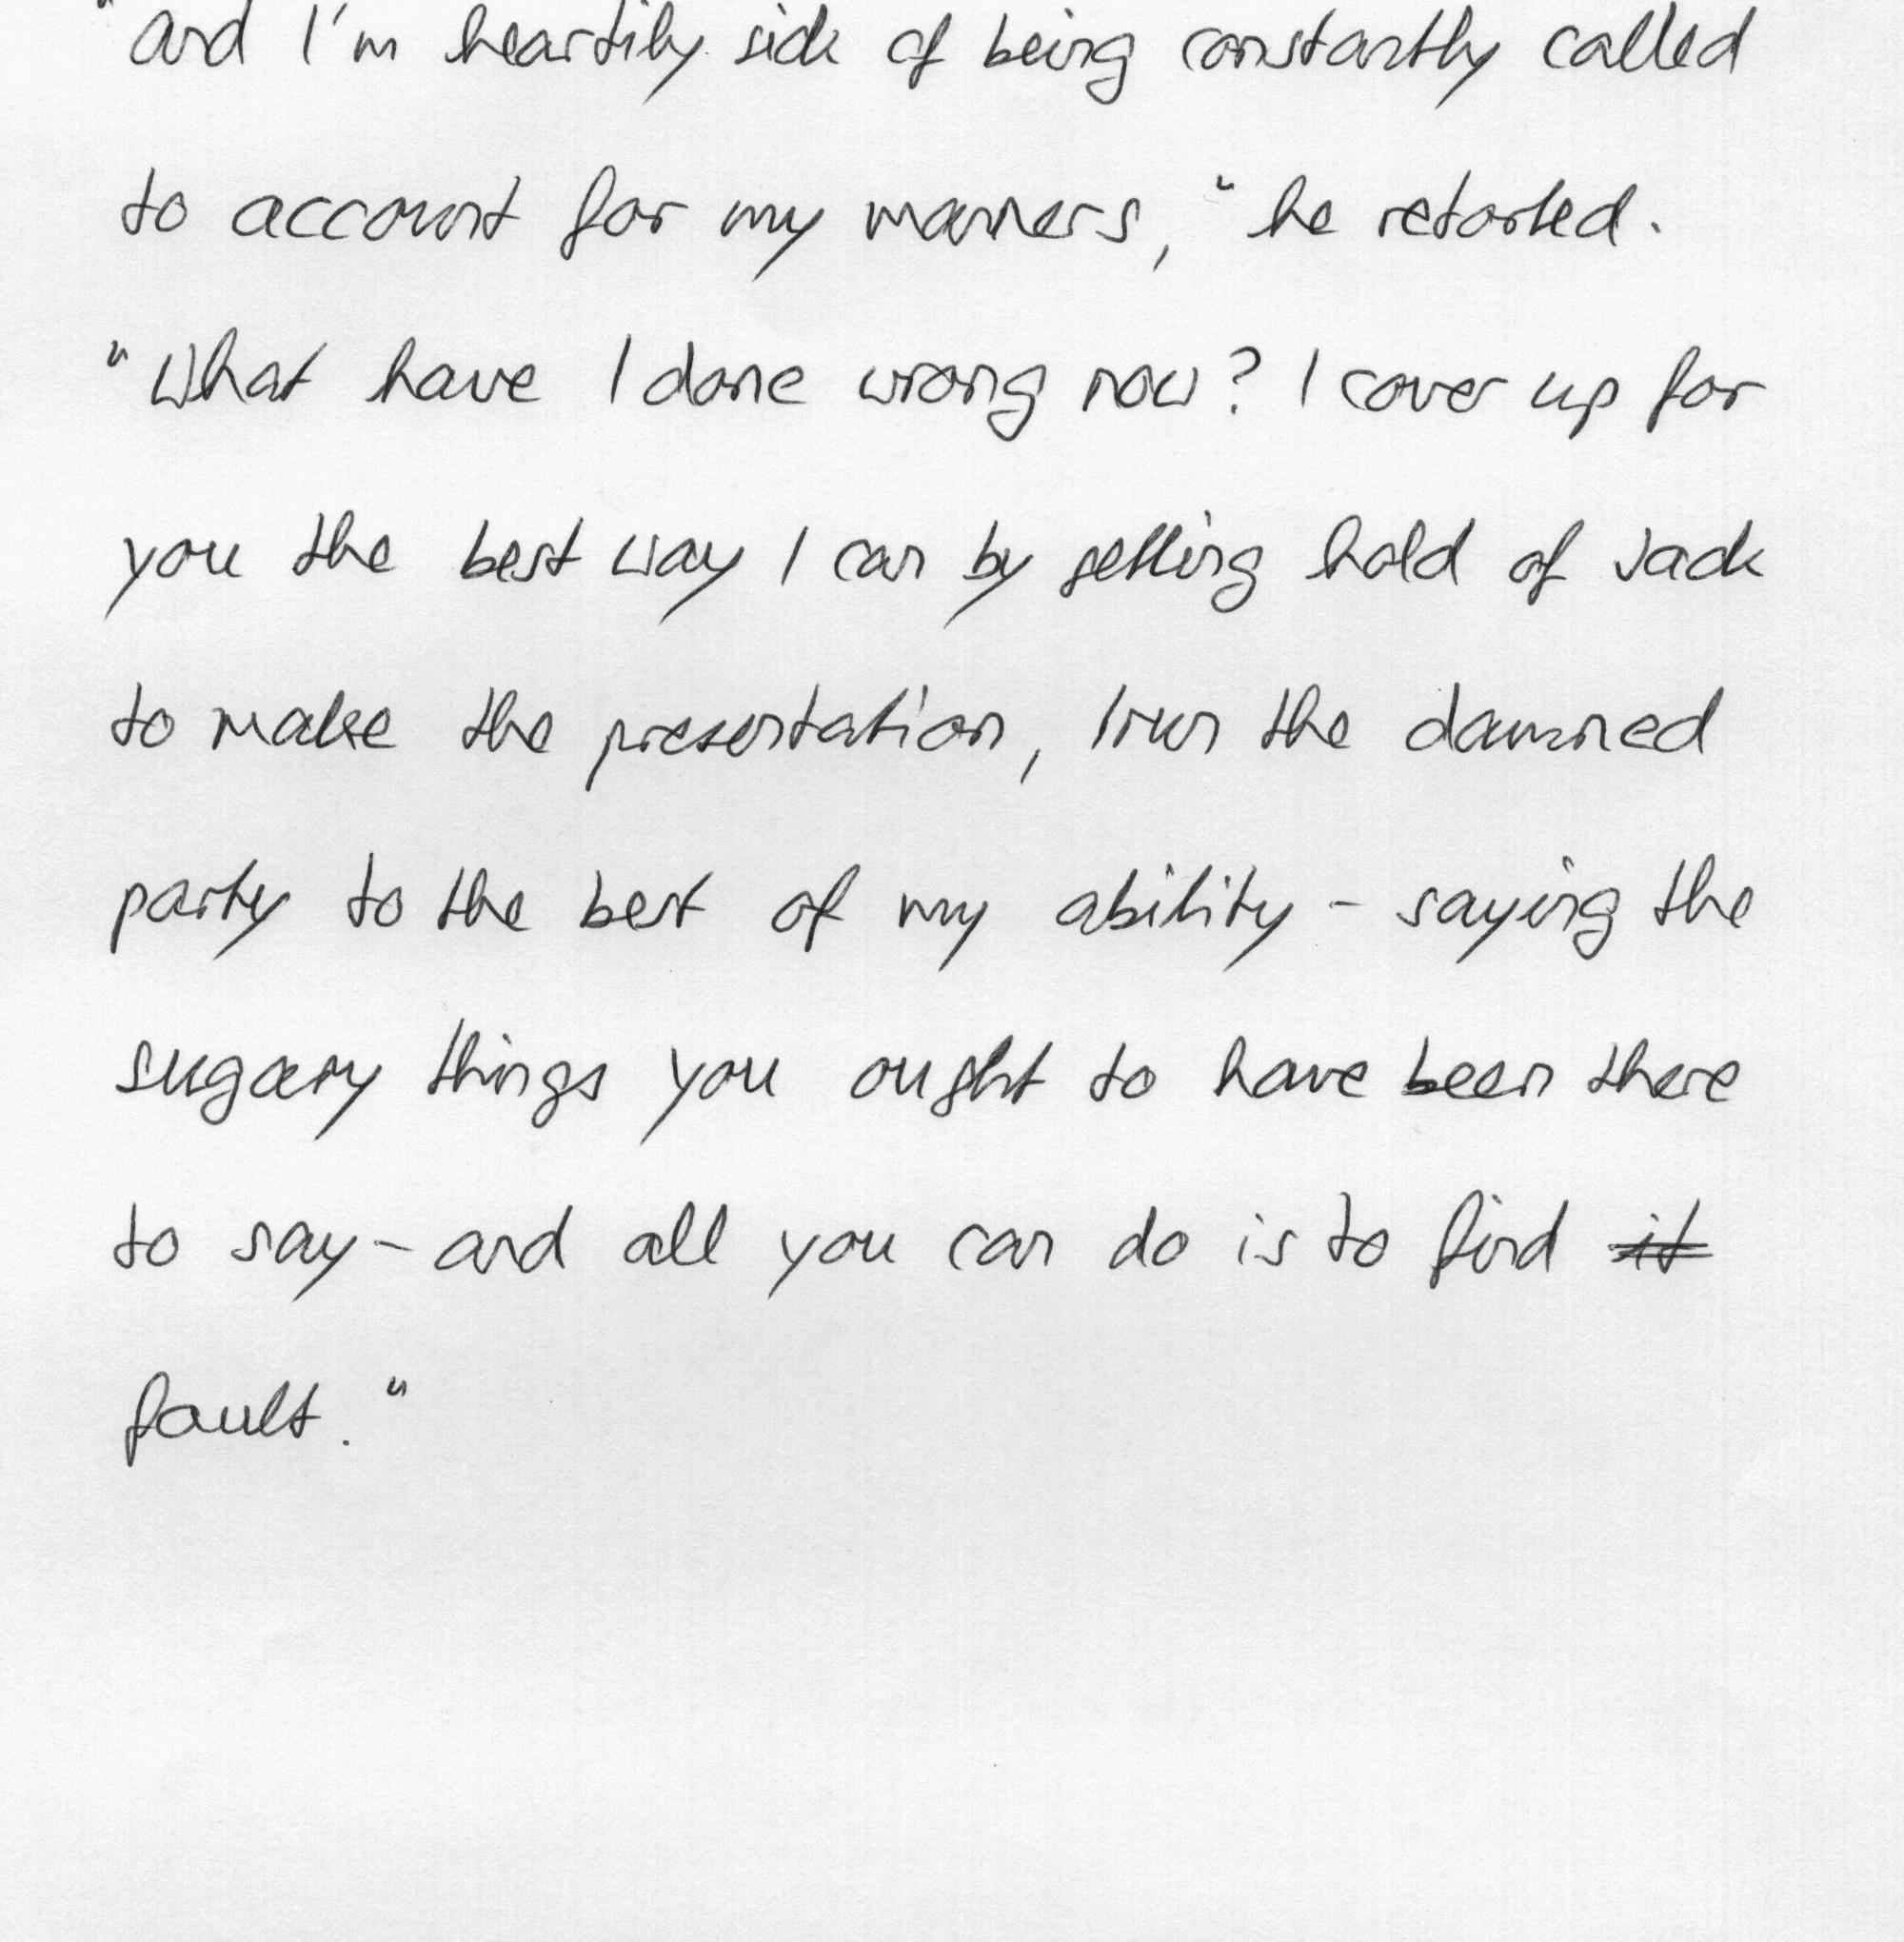 "And I'm heartily sick of being constantly called
to account for my manners," he retorted.
"What have I done wrong now? I cover up for
you the best way I can by getting hold of Jack
to make the presentation, I run the damned
party to the best of my ability - saying the
sugary things you ought to have been there
to say - and all you can do is to find ~~it~~
fault."